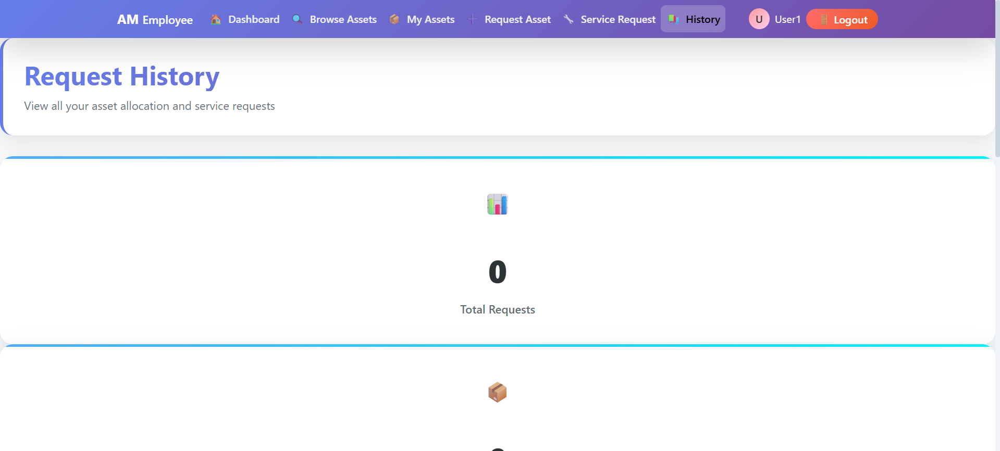 AM Employee Dashboard Browse Assets My Assets Request Asset Service Request History U User1 Logout
Request History
View all your asset allocation and service requests
0
Total Requests